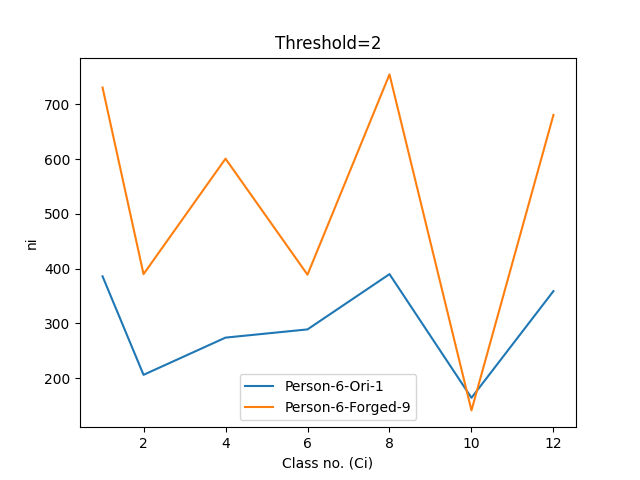 Threshold=2
ni
700
600
500
400
300
200
Person-6-Ori-1
Person-6-Forged-9
2 4 6 8 10 12
Class no. (Ci)